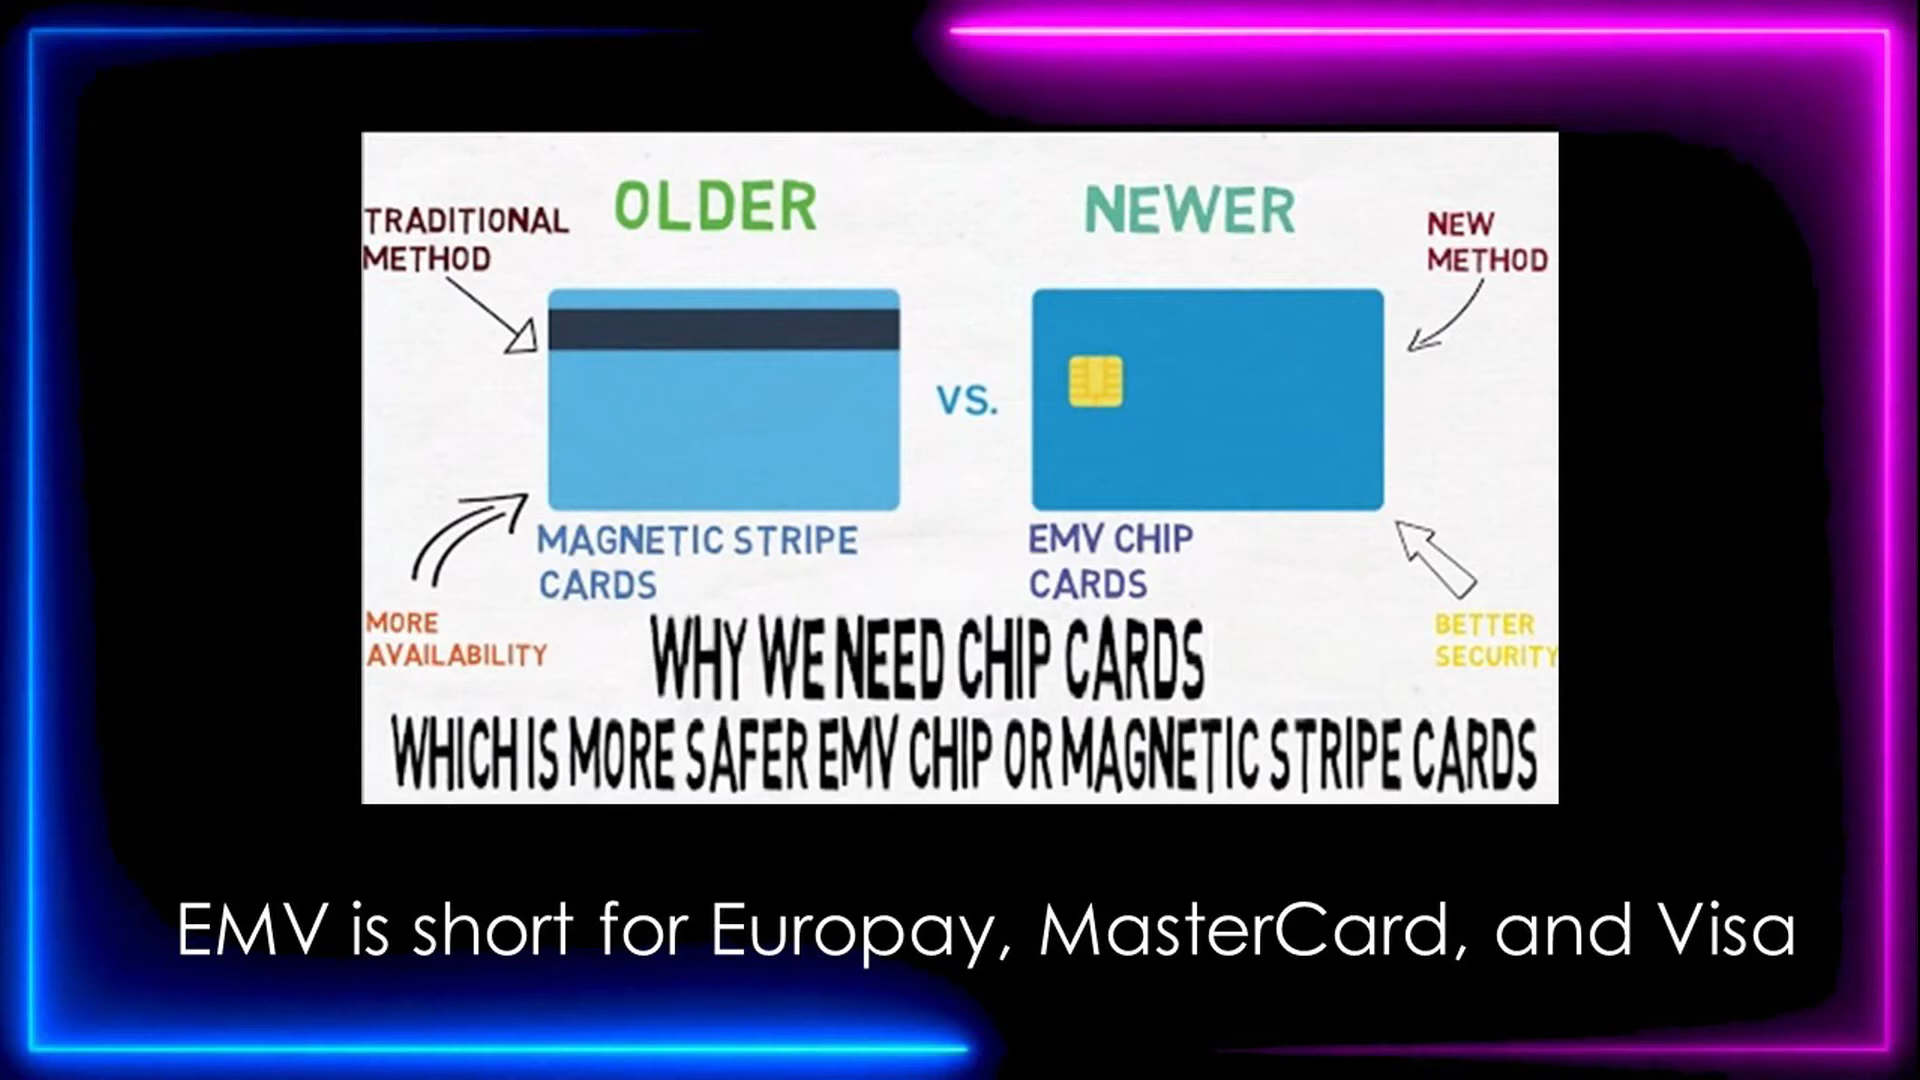 OLDER
NEWER
TRADITIONAL
METHOD
NEW
METHOD
VS.
MAGNETIC STRIPE
CARDS
EMV CHIP
CARDS
MORE
AVAILABILITY
BETTER
SECURITY
WHY WE NEED CHIP CARDS
WHICH IS MORE SAFER EMV CHIP OR MAGNETIC STRIPE CARDS
EMV is short for Europay, MasterCard, and Visa